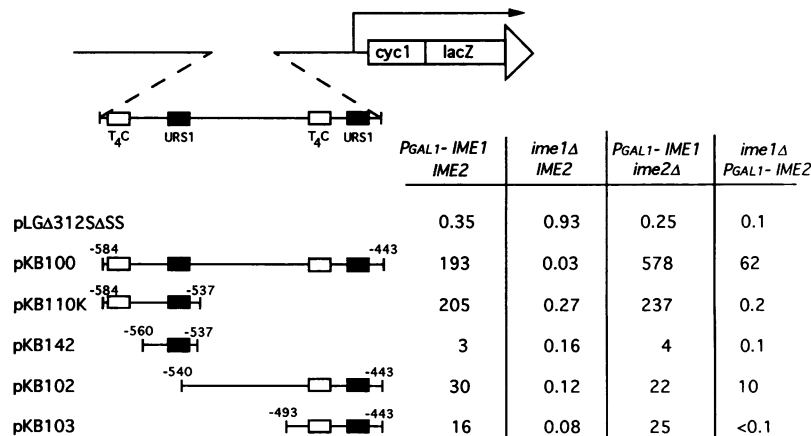 cyc1 lacZ
T4C URS1 T4C URS1
PGAL1- IME1 ime1Δ PGAL1- IME1 ime1Δ
IME2 IME2 ime2Δ PGAL1- IME2
pLGΔ312SΔSS 0.35 0.93 0.25 0.1
-584 -443
pKB100 193 0.03 578 62
-584 -537
pKB110K 205 0.27 237 0.2
-560 -537
pKB142 3 0.16 4 0.1
-540 -443
pKB102 30 0.12 22 10
-493 -443
pKB103 16 0.08 25 <0.1